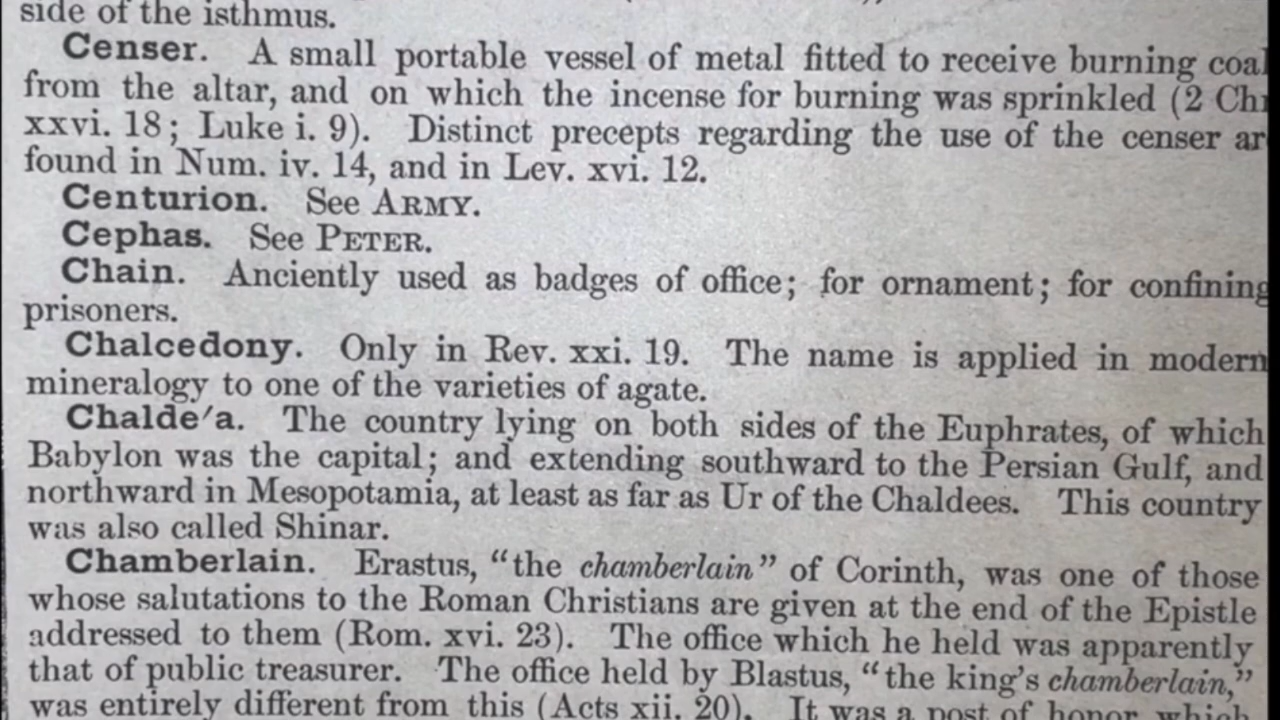 side of the isthmus.
Censer. A small portable vessel of metal fitted to receive burning coal
from the altar, and on which the incense for burning was sprinkled (2 Chr
xxvi. 18; Luke i. 9). Distinct precepts regarding the use of the censer ar
found in Num. iv. 14, and in Lev. xvi. 12.
Centurion. See ARMY.
Cephas. See PETER.
Chain. Anciently used as badges of office; for ornament; for confining
prisoners.
Chalcedony. Only in Rev. xxi. 19. The name is applied in modern
mineralogy to one of the varieties of agate.
Chalde′a. The country lying on both sides of the Euphrates, of which
Babylon was the capital; and extending southward to the Persian Gulf, and
northward in Mesopotamia, at least as far as Ur of the Chaldees. This country
was also called Shinar.
Chamberlain. Erastus, “the chamberlain” of Corinth, was one of those
whose salutations to the Roman Christians are given at the end of the Epistle
addressed to them (Rom. xvi. 23). The office which he held was apparently
that of public treasurer. The office held by Blastus, “the king's chamberlain,”
was entirely different from this (Acts xii. 20). It was a post of honor which